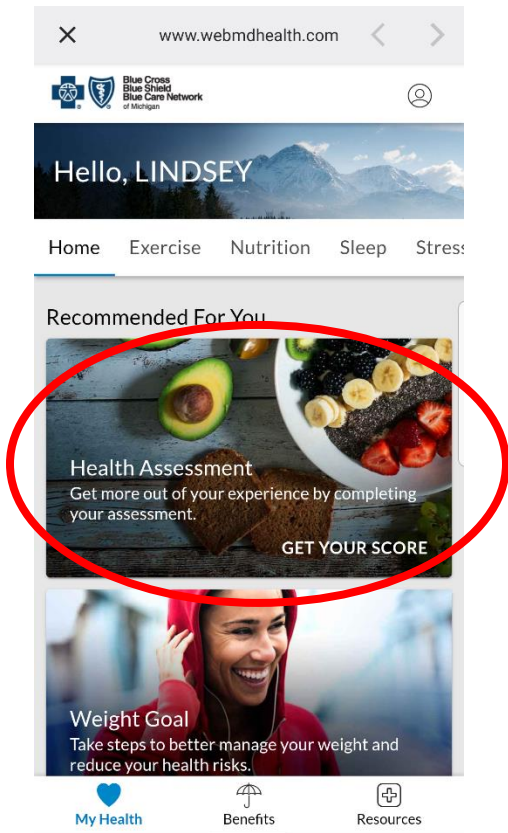 www.webmdhealth.com
Blue Cross
Blue Shield
Blue Care Network
of Michigan
Hello, LINDSEY
Home Exercise Nutrition Sleep Stress
Recommended For You
Health Assessment
Get more out of your experience by completing
your assessment.
GET YOUR SCORE
Weight Goal
Take steps to better manage your weight and
reduce your health risks.
My Health Benefits Resources